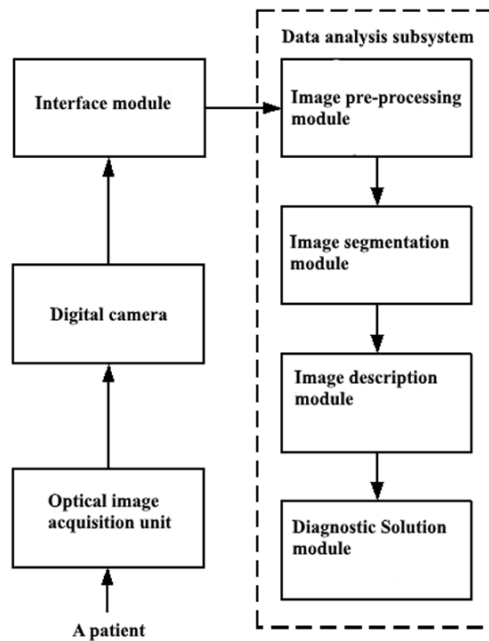 Data analysis subsystem
Interface module
Image pre-processing
module
Image segmentation
module
Digital camera
Image description
module
Optical image
acquisition unit
Diagnostic Solution
module
A patient